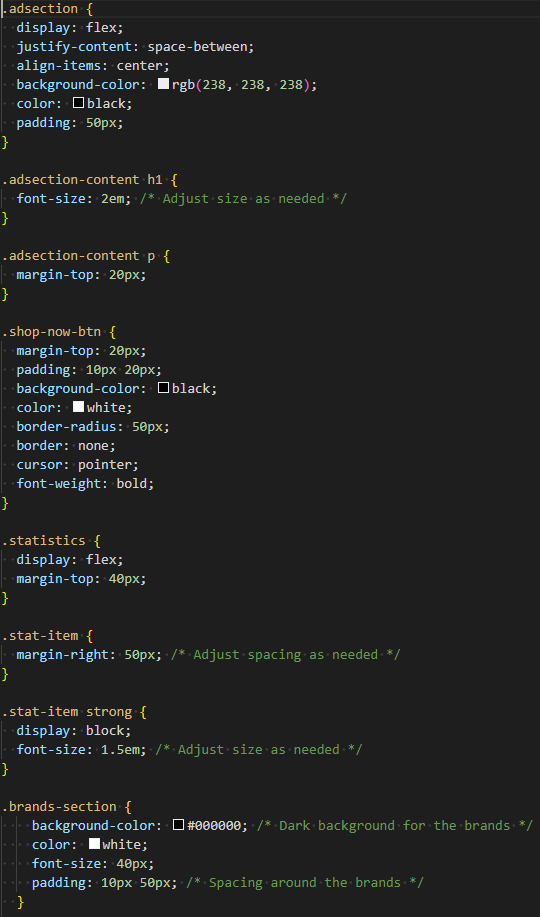 .adsection {
  display: flex;
  justify-content: space-between;
  align-items: center;
  background-color: rgb(238, 238, 238);
  color: black;
  padding: 50px;
}

.adsection-content h1 {
  font-size: 2em; /* Adjust size as needed */
}

.adsection-content p {
  margin-top: 20px;
}

.shop-now-btn {
  margin-top: 20px;
  padding: 10px 20px;
  background-color: black;
  color: white;
  border-radius: 50px;
  border: none;
  cursor: pointer;
  font-weight: bold;
}

.statistics {
  display: flex;
  margin-top: 40px;
}

.stat-item {
  margin-right: 50px; /* Adjust spacing as needed */
}

.stat-item strong {
  display: block;
  font-size: 1.5em; /* Adjust size as needed */
}

.brands-section {
    background-color: #000000; /* Dark background for the brands */
    color: white;
    font-size: 40px;
    padding: 10px 50px; /* Spacing around the brands */
  }